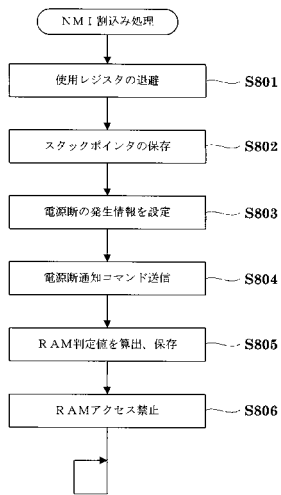 ＮＭＩ割込み処理
使用レジスタの退避
S801
スタックポインタの保存
S802
電源断の発生情報を設定
S803
電源断通知コマンド送信
S804
ＲＡＭ判定値を算出、保存
S805
ＲＡＭアクセス禁止
S806